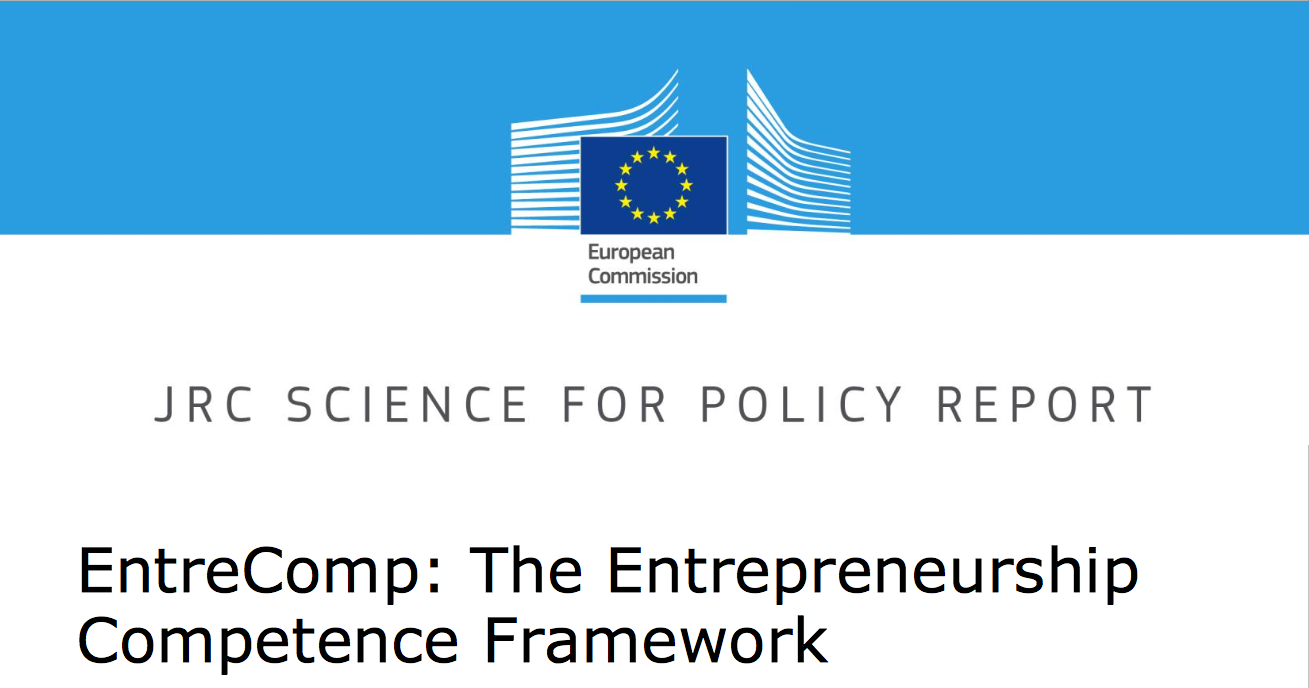 European
Commission
JRC SCIENCE FOR POLICY REPORT
EntreComp: The Entrepreneurship
Competence Framework